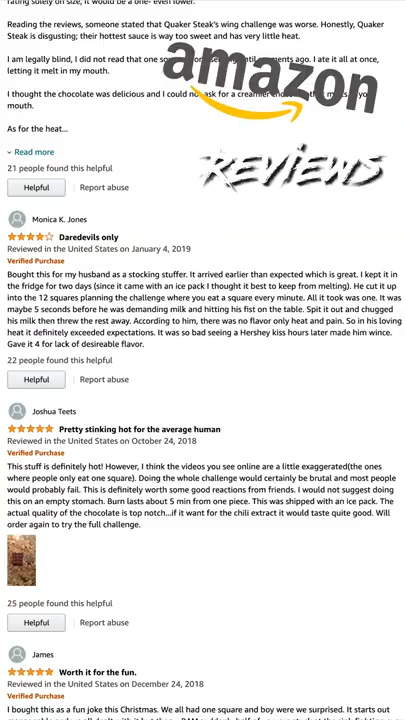 rating solely on size, it would be a one- even lower.
Reading the reviews, someone stated that Quaker Steak's wing challenge was worse. Honestly, Quaker
Steak is disgusting; their hottest sauce is way too sweet and has very little heat.
I am legally blind, I did not read that one ago. I ate it all at once,
letting it melt in my mouth.
I thought the chocolate was delicious and I could not ask for a creamier
mouth.
As for the heat...
Read more
21 people found this helpful
Helpful
Report abuse
amazon
REVIEWS
Monica K. Jones
Daredevils only
Reviewed in the United States on January 4, 2019
Verified Purchase
Bought this for my husband as a stocking stuffer. It arrived earlier than expected which is great. I kept it in
the fridge for two days (since it came with an ice pack I thought it best to keep from melting). He cut it up
into the 12 squares planning the challenge where you eat a square every minute. All it took was one. It was
maybe 5 seconds before he was demanding milk and hitting his fist on the table. Spit it out and chugged
his milk then threw the rest away. According to him, there was no flavor only heat and pain. So in his loving
heat it definitely exceeded expectations. It was so bad seeing a Hershey kiss hours later made him wince.
Gave it 4 for lack of desireable flavor.
22 people found this helpful
Helpful
Report abuse
Joshua Teets
Pretty stinking hot for the average human
Reviewed in the United States on October 24, 2018
Verified Purchase
This stuff is definitely hot! However, I think the videos you see online are a little exaggerated(the ones
where people only eat one square). Doing the whole challenge would certainly be brutal and most people
would probably fail. This is definitely worth some good reactions from friends. I would not suggest doing
this on an empty stomach. Burn lasts about 5 min from one piece. This was shipped with an ice pack. The
actual quality of the chocolate is top notch...if it want for the chili extract it would taste quite good. Will
order again to try the full challenge.
25 people found this helpful
Helpful
Report abuse
James
Worth it for the fun.
Reviewed in the United States on December 24, 2018
Verified Purchase
I bought this as a fun joke this Christmas. We all had one square and boy were we surprised. It starts out